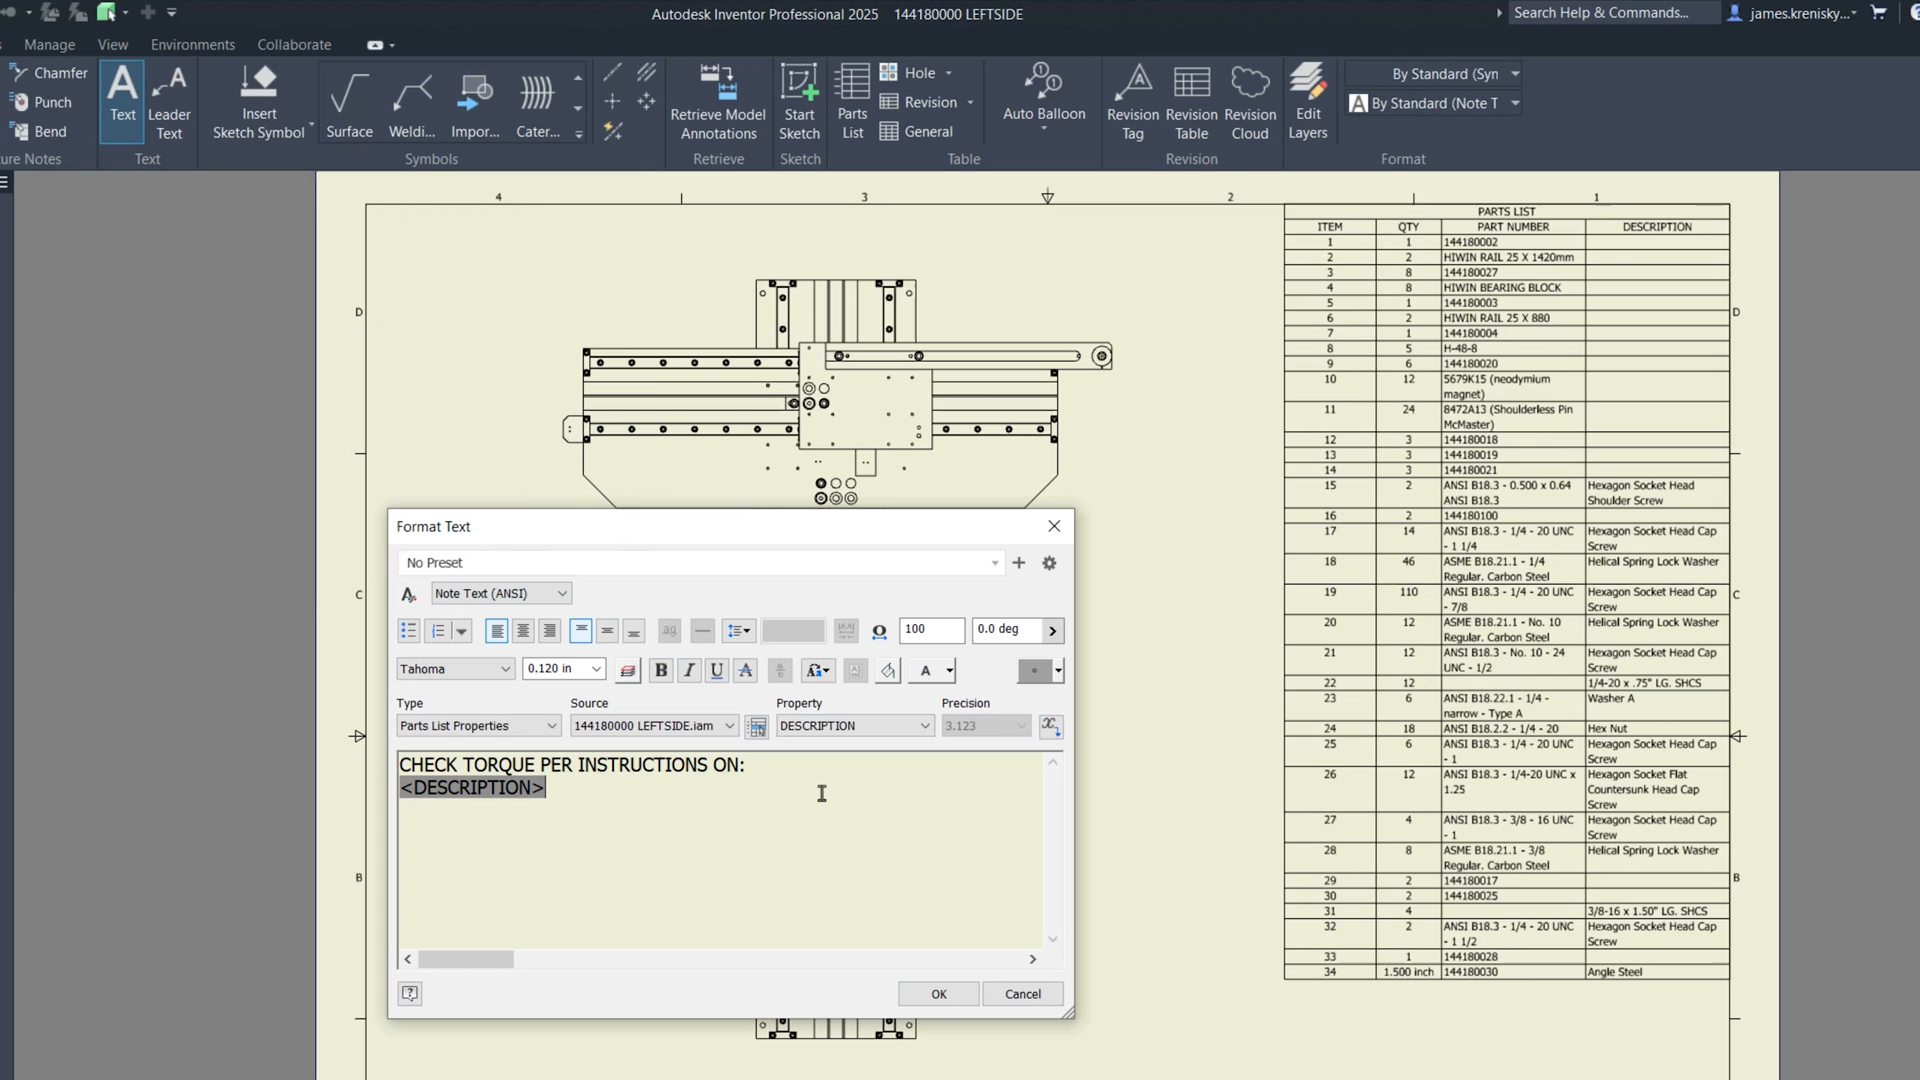 Autodesk Inventor Professional 2025 144180000 LEFTSIDE
Search Help & Commands...
james.krenisky...
Manage View Environments Collaborate
Chamfer
Punch
Bend
Text
Leader Text
Insert Sketch Symbol
Surface
Weldi...
Impor...
Cater...
Retrieve Model Annotations
Start Sketch
Parts List
Hole
Revision
General
Auto Balloon
Revision Tag
Revision Table
Revision Cloud
Edit Layers
By Standard (Syn
By Standard (Note T
ure Notes
Text
Symbols
Retrieve
Sketch
Table
Revision
Format
4 3 2 1
D
C
B
D
C
B
PARTS LIST
ITEM QTY PART NUMBER DESCRIPTION
1 1 144180002
2 2 HIWIN RAIL 25 X 1420mm
3 8 144180027
4 8 HIWIN BEARING BLOCK
5 1 144180003
6 2 HIWIN RAIL 25 X 880
7 1 144180004
8 5 H-48-8
9 6 144180020
10 12 5679K15 (neodymium
magnet)
11 24 8472A13 (Shoulderless Pin
McMaster)
12 3 144180018
13 3 144180019
14 3 144180021
15 2 ANSI B18.3 - 0.500 x 0.64 Hexagon Socket Head
ANSI B18.3 Shoulder Screw
16 2 144180100
17 14 ANSI B18.3 - 1/4 - 20 UNC Hexagon Socket Head Cap
- 1 1/4 Screw
18 46 ASME B18.21.1 - 1/4 Helical Spring Lock Washer
Regular. Carbon Steel
19 110 ANSI B18.3 - 1/4 - 20 UNC Hexagon Socket Head Cap
- 7/8 Screw
20 12 ASME B18.21.1 - No. 10 Helical Spring Lock Washer
Regular. Carbon Steel
21 12 ANSI B18.3 - No. 10 - 24 Hexagon Socket Head Cap
UNC - 1/2 Screw
22 12 1/4-20 x .75" LG. SHCS
23 6 ANSI B18.22.1 - 1/4 - Washer A
narrow - Type A
24 18 ANSI B18.2.2 - 1/4 - 20 Hex Nut
25 6 ANSI B18.3 - 1/4 - 20 UNC Hexagon Socket Head Cap
- 1 Screw
26 12 ANSI B18.3 - 1/4-20 UNC x Hexagon Socket Flat
1.25 Countersunk Head Cap
Screw
27 4 ANSI B18.3 - 3/8 - 16 UNC Hexagon Socket Head Cap
- 1 Screw
28 8 ASME B18.21.1 - 3/8 Helical Spring Lock Washer
Regular. Carbon Steel
29 2 144180017
30 2 144180025
31 4 3/8-16 x 1.50" LG. SHCS
32 2 ANSI B18.3 - 1/4 - 20 UNC Hexagon Socket Head Cap
- 1 1/2 Screw
33 1 144180028
34 1.500 inch 144180030 Angle Steel
Format Text
No Preset
Note Text (ANSI)
100 0.0 deg
Tahoma 0.120 in B I U A A
Type Source Property Precision
Parts List Properties 144180000 LEFTSIDE.iam DESCRIPTION 3.123
CHECK TORQUE PER INSTRUCTIONS ON:
<DESCRIPTION>
OK Cancel